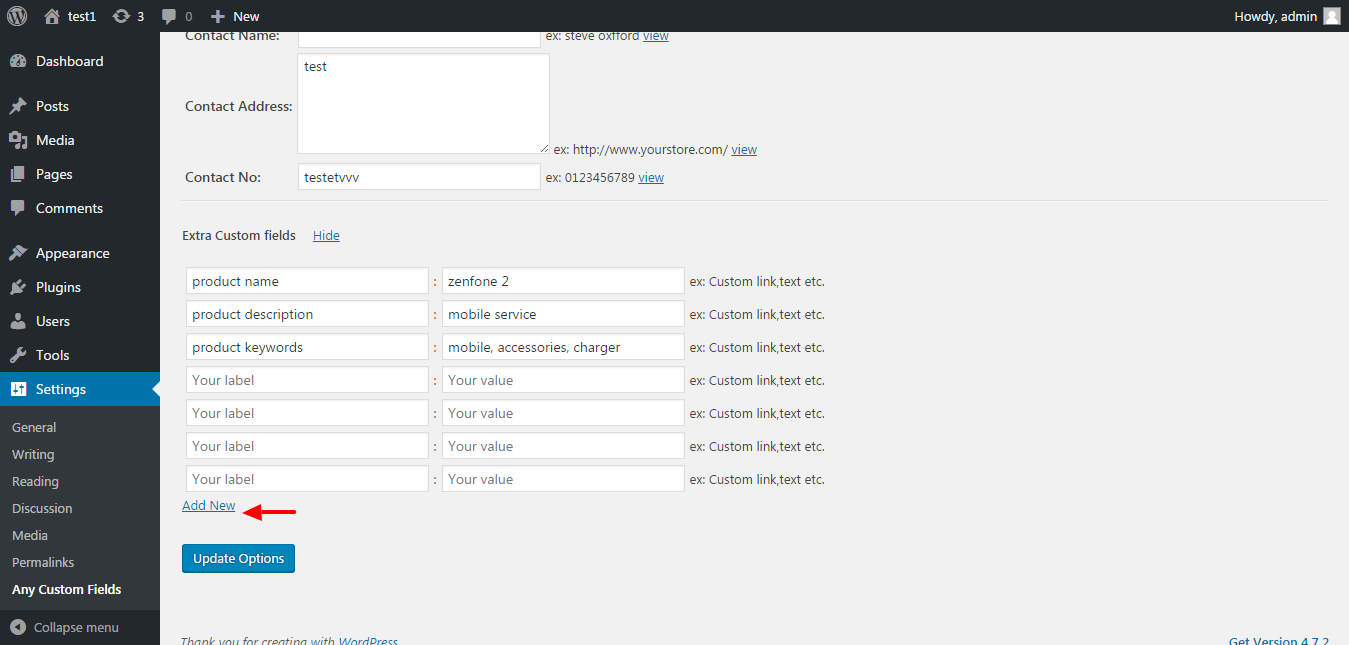 test1 3 0 New Howdy, admin
Dashboard
Posts
Media
Pages
Comments
Appearance
Plugins
Users
Tools
Settings
General
Writing
Reading
Discussion
Media
Permalinks
Any Custom Fields
Collapse menu
Contact Name: ex: steve oxfford view
test
Contact Address:
ex: http://www.yourstore.com/ view
Contact No: testetvvv ex: 0123456789 view
Extra Custom fields Hide
product name : zenfone 2 ex: Custom link,text etc.
product description : mobile service ex: Custom link,text etc.
product keywords : mobile, accessories, charger ex: Custom link,text etc.
Your label : Your value ex: Custom link,text etc.
Your label : Your value ex: Custom link,text etc.
Your label : Your value ex: Custom link,text etc.
Your label : Your value ex: Custom link,text etc.
Add New
Update Options
Thank you for creating with WordPress Get Version 4.7.2